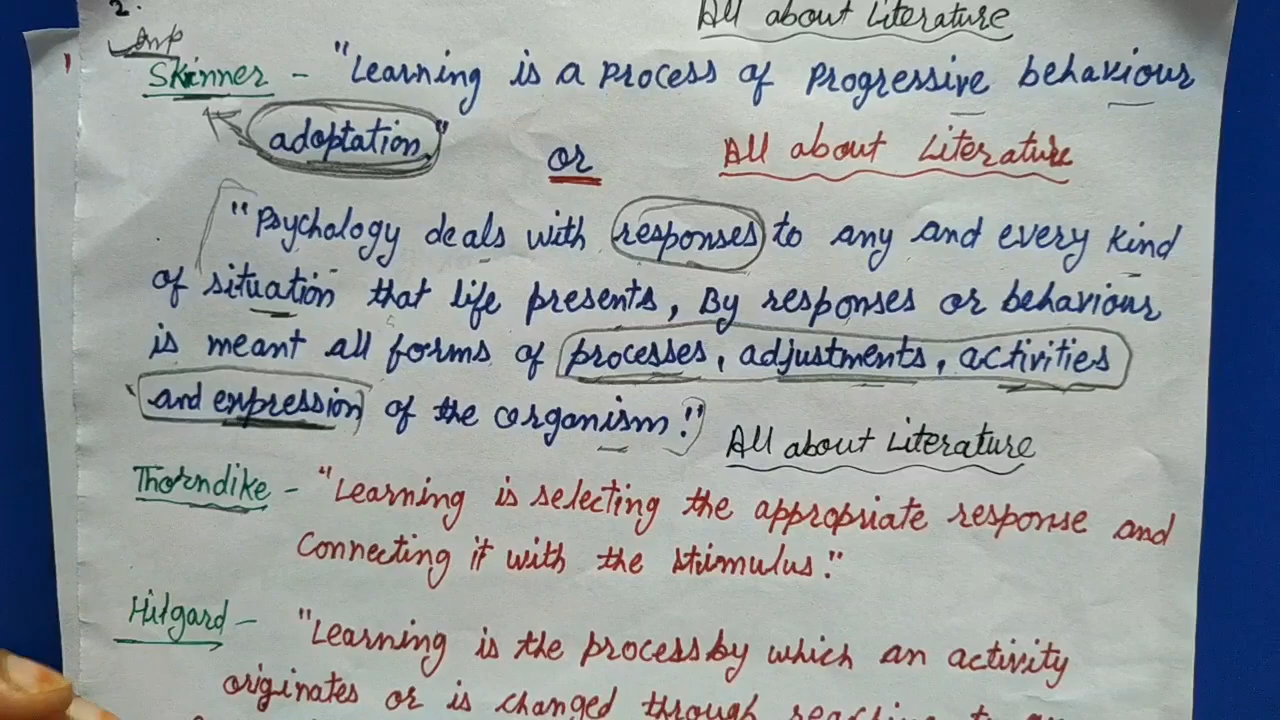 2.
All about Literature
Imp
Skinner - "Learning is a process of progressive behaviour
adoptation" or All about Literature
"Psychology deals with responses to any and every kind
of situation that life presents, By responses or behaviour
is meant all forms of processes, adjustments, activities
and expression of the organism."
All about Literature
Thorndike - "Learning is selecting the appropriate response and
Connecting it with the stimulus."
Hilgard - "Learning is the process by which an activity
originates or is changed through reacting to an